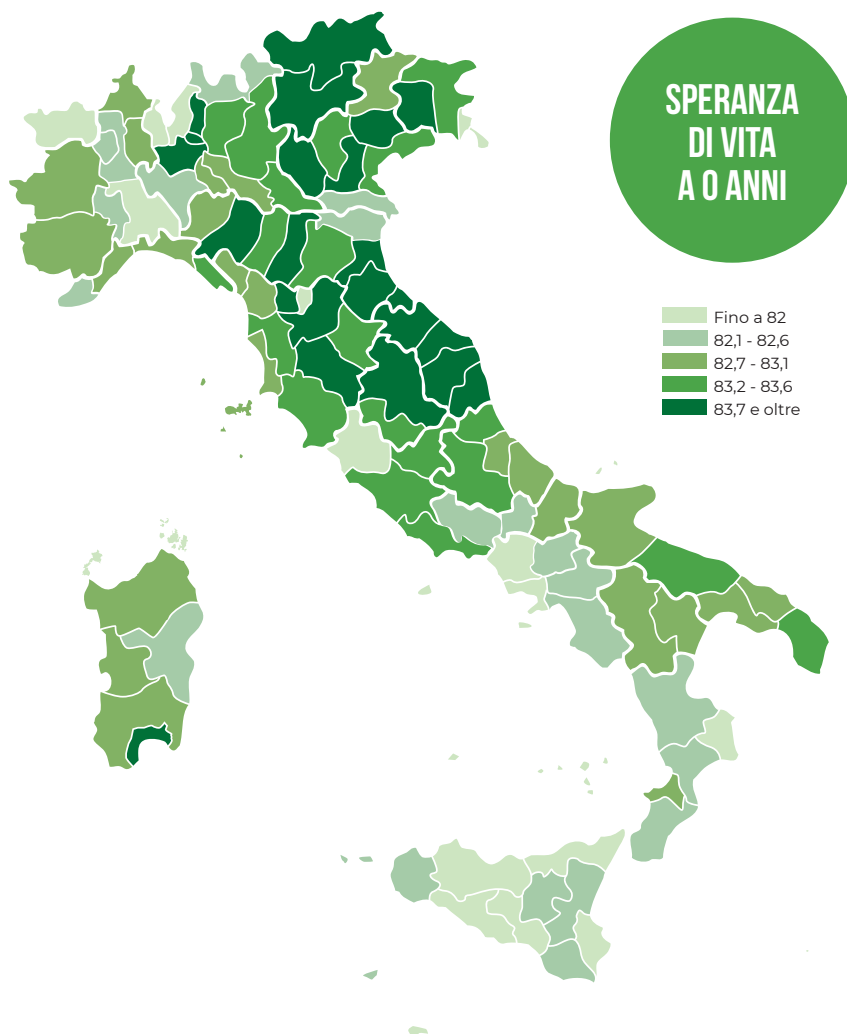 SPERANZA
DI VITA
A 0 ANNI
Fino a 82
82,1 - 82,6
82,7 - 83,1
83,2 - 83,6
83,7 e oltre